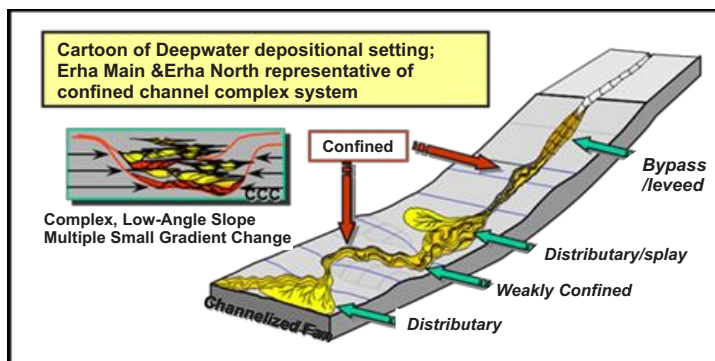 Cartoon of Deepwater depositional setting;
Erha Main &Erha North representative of
confined channel complex system
Confined
Bypass
/leveed
CCC
Complex, Low-Angle Slope
Multiple Small Gradient Change
Distributary/splay
Weakly Confined
Channelized Fan
Distributary